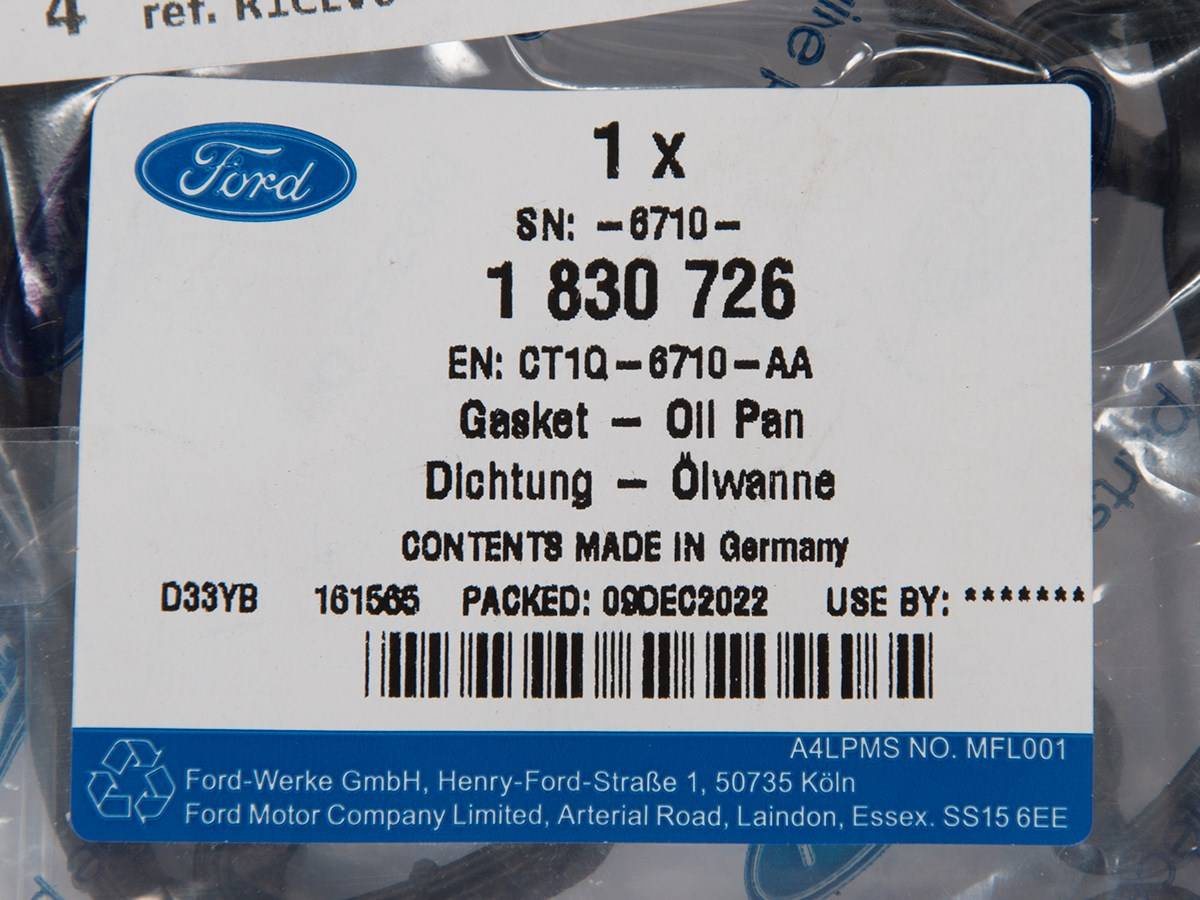 4 ref.
Ford
1 x
SN: -6710-
1 830 726
EN: CT1Q-6710-AA
Gasket - Oil Pan
Dichtung - Ölwanne
CONTENTS MADE IN Germany
D33YB 161565 PACKED: 09DEC2022 USE BY: *******
A4LPMS NO. MFL001
Ford-Werke GmbH, Henry-Ford-Straße 1, 50735 Köln
Ford Motor Company Limited, Arterial Road, Laindon, Essex. SS15 6EE